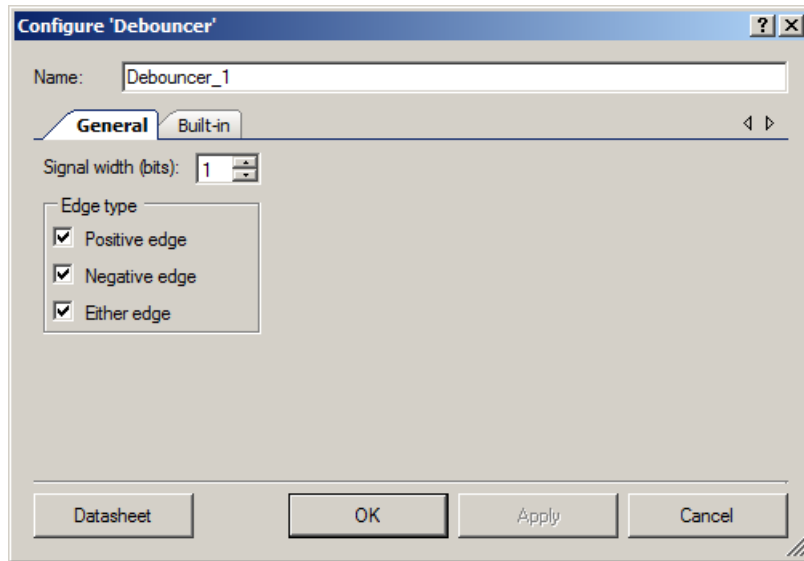 Configure 'Debouncer'
Name: Debouncer_1
General Built-in
Signal width (bits): 1
Edge type
Positive edge
Negative edge
Either edge
Datasheet OK Apply Cancel